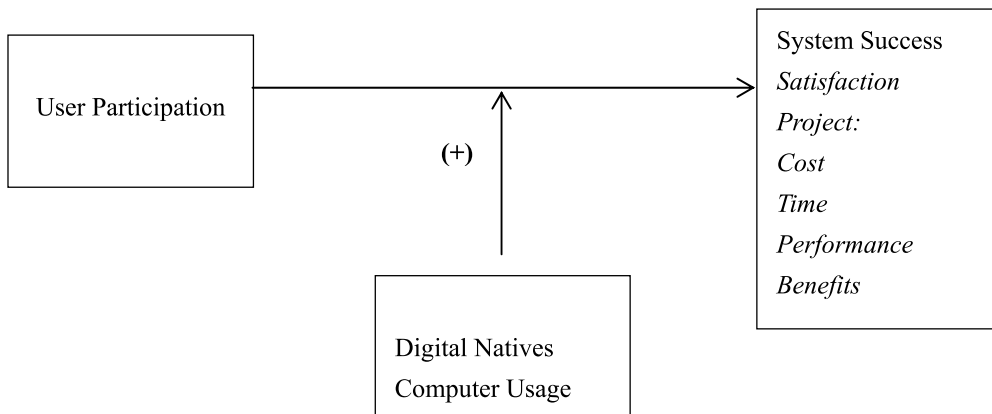 User Participation
(+)
System Success
Satisfaction
Project:
Cost
Time
Performance
Benefits
Digital Natives
Computer Usage